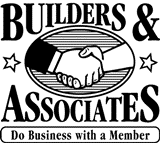 BUILDERS &
ASSOCIATES
Do Business with a Member